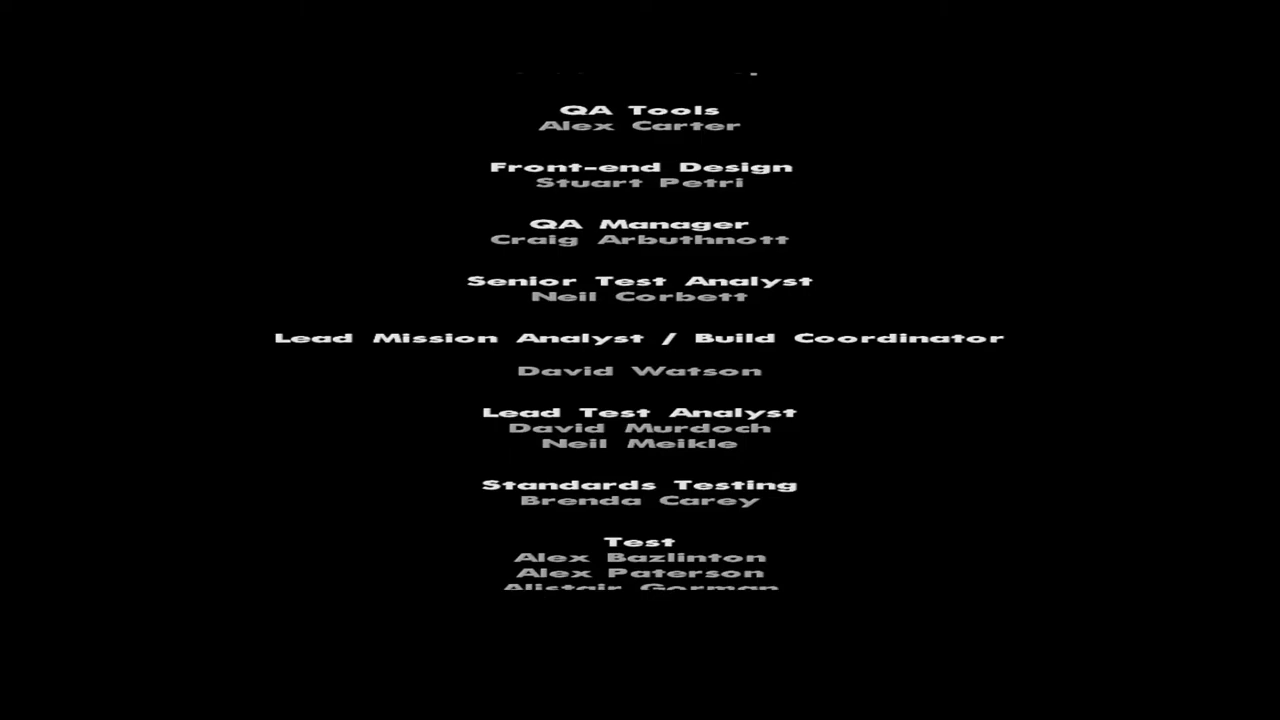 QA Tools
Alex Carter
Front-end Design
Stuart Petri
QA Manager
Craig Arbuthnott
Senior Test Analyst
Neil Corbett
Lead Mission Analyst / Build Coordinator
David Watson
Lead Test Analyst
David Murdoch
Neil Meikle
Standards Testing
Brenda Carey
Test
Alex Bazlinton
Alex Paterson
Alistair Gorman